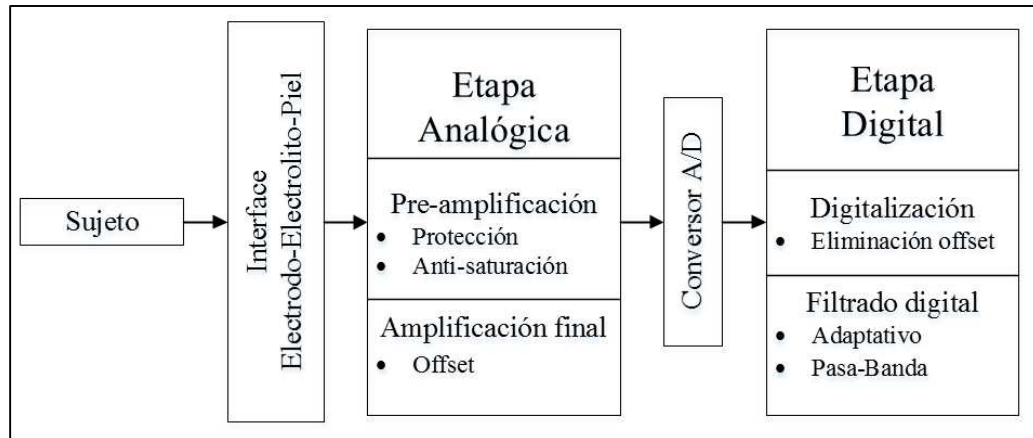 Sujeto
Interface
Electrodo-Electrolito-Piel
Etapa
Analógica
Pre-amplificación
• Protección
• Anti-saturación
Amplificación final
• Offset
Conversor A/D
Etapa
Digital
Digitalización
• Eliminación offset
Filtrado digital
• Adaptativo
• Pasa-Banda